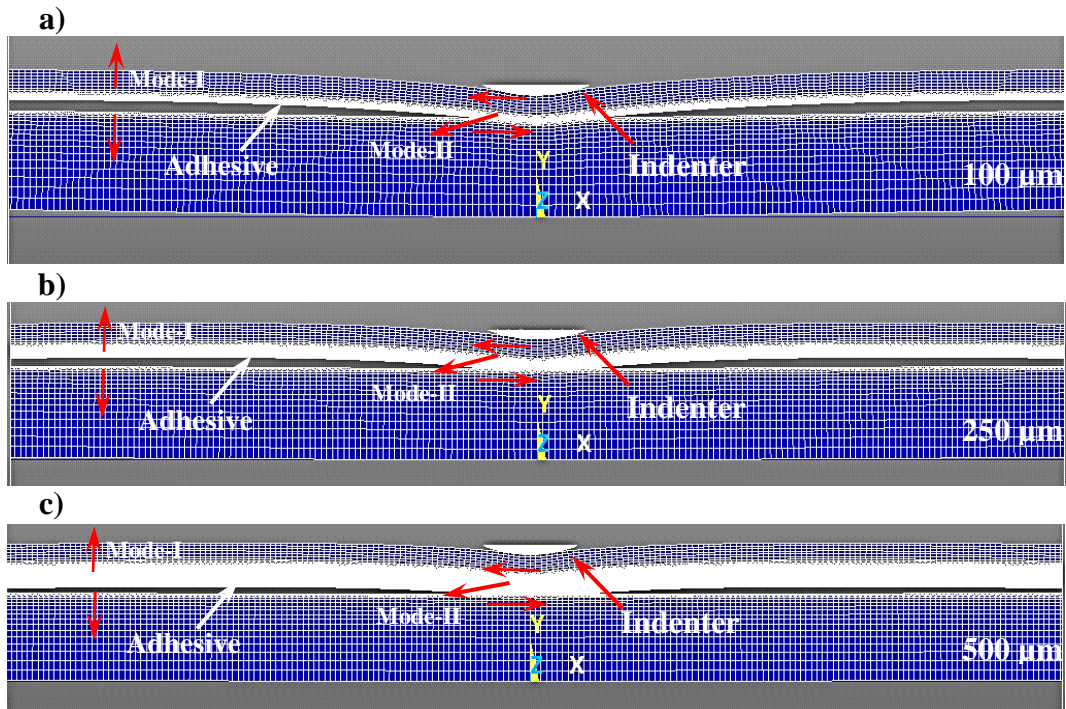 a)
Mode-I
Adhesive
Mode-II
Indenter
100 µm
Y
Z X
b)
Mode-I
Adhesive
Mode-II
Indenter
250 µm
Y
Z X
c)
Mode-I
Adhesive
Mode-II
Indenter
500 µm
Y
Z X